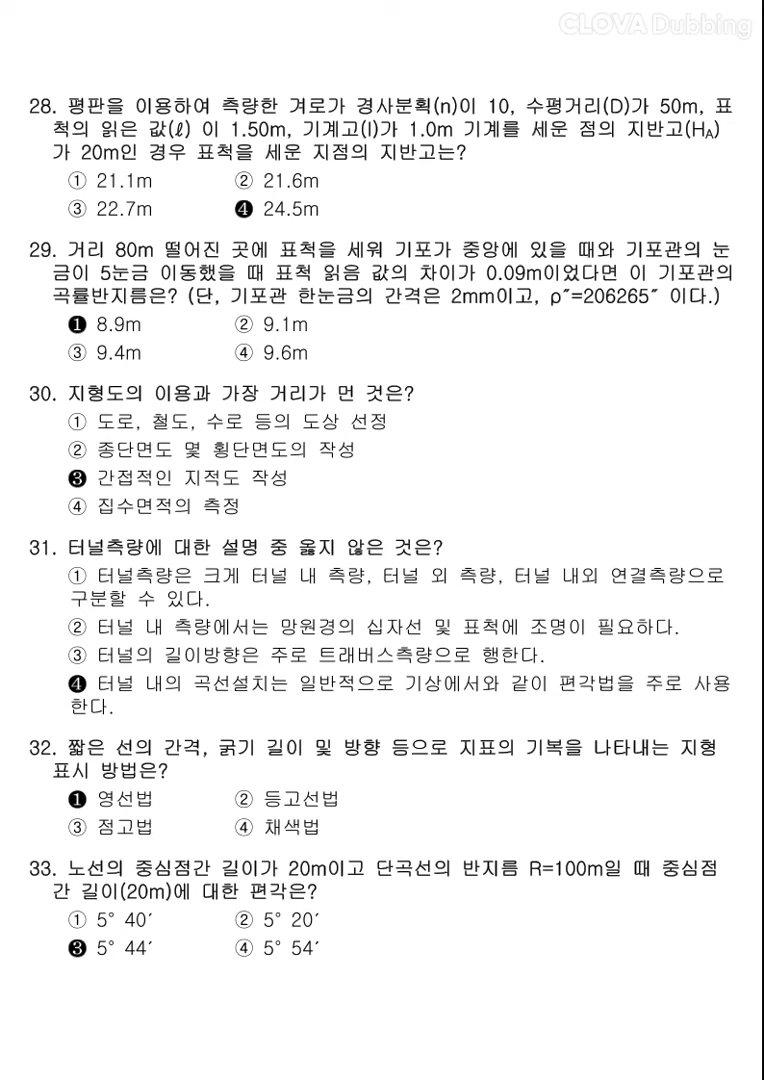 CLOVA Dubbing
28. 평판을 이용하여 측량한 겨로가 경사분획(n)이 10, 수평거리(D)가 50m, 표
척의 읽은 값(ℓ) 이 1.50m, 기계고(I)가 1.0m 기계를 세운 점의 지반고(HA)
가 20m인 경우 표척을 세운 지점의 지반고는?
① 21.1m ② 21.6m
③ 22.7m ❹ 24.5m
29. 거리 80m 떨어진 곳에 표척을 세워 기포가 중앙에 있을 때와 기포관의 눈
금이 5눈금 이동했을 때 표척 읽음 값의 차이가 0.09m이었다면 이 기포관의
곡률반지름은? (단, 기포관 한눈금의 간격은 2mm이고, ρ″=206265″ 이다.)
❶ 8.9m ② 9.1m
③ 9.4m ④ 9.6m
30. 지형도의 이용과 가장 거리가 먼 것은?
① 도로, 철도, 수로 등의 도상 선정
② 종단면도 몇 횡단면도의 작성
❸ 간접적인 지적도 작성
④ 집수면적의 측정
31. 터널측량에 대한 설명 중 옳지 않은 것은?
① 터널측량은 크게 터널 내 측량, 터널 외 측량, 터널 내외 연결측량으로
구분할 수 있다.
② 터널 내 측량에서는 망원경의 십자선 및 표척에 조명이 필요하다.
③ 터널의 길이방향은 주로 트래버스측량으로 행한다.
❹ 터널 내의 곡선설치는 일반적으로 기상에서와 같이 편각법을 주로 사용
한다.
32. 짧은 선의 간격, 굵기 길이 및 방향 등으로 지표의 기복을 나타내는 지형
표시 방법은?
❶ 영선법 ② 등고선법
③ 점고법 ④ 채색법
33. 노선의 중심점간 길이가 20m이고 단곡선의 반지름 R=100m일 때 중심점
간 길이(20m)에 대한 편각은?
① 5° 40′ ② 5° 20′
❸ 5° 44′ ④ 5° 54′